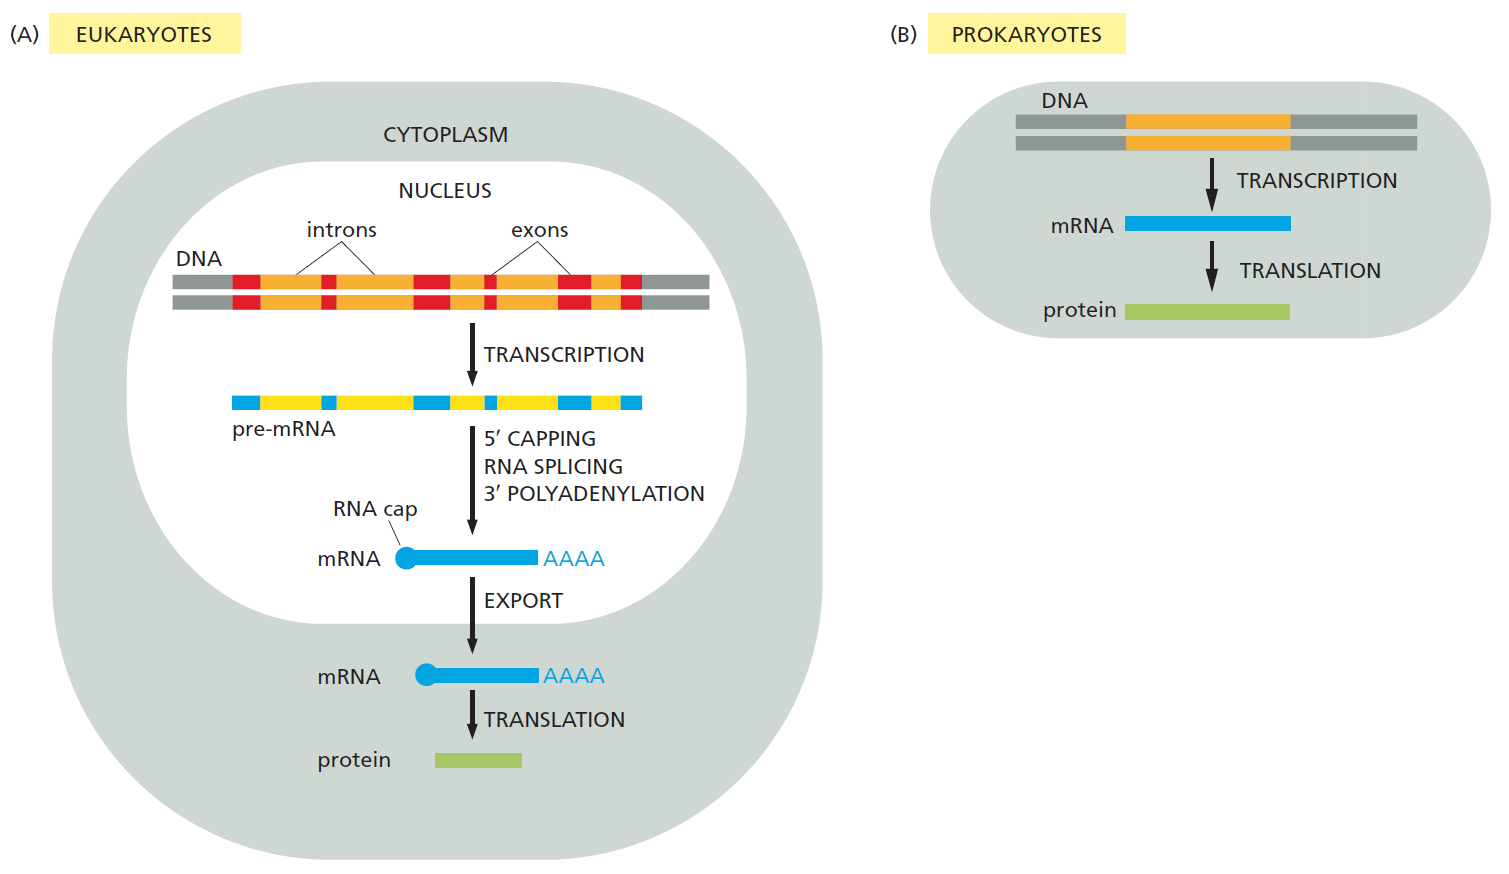 (A) EUKARYOTES
CYTOPLASM
NUCLEUS
introns
exons
DNA
TRANSCRIPTION
pre-mRNA
5′ CAPPING
RNA SPLICING
3′ POLYADENYLATION
RNA cap
mRNA
AAAA
EXPORT
mRNA
AAAA
TRANSLATION
protein
(B) PROKARYOTES
DNA
TRANSCRIPTION
mRNA
TRANSLATION
protein